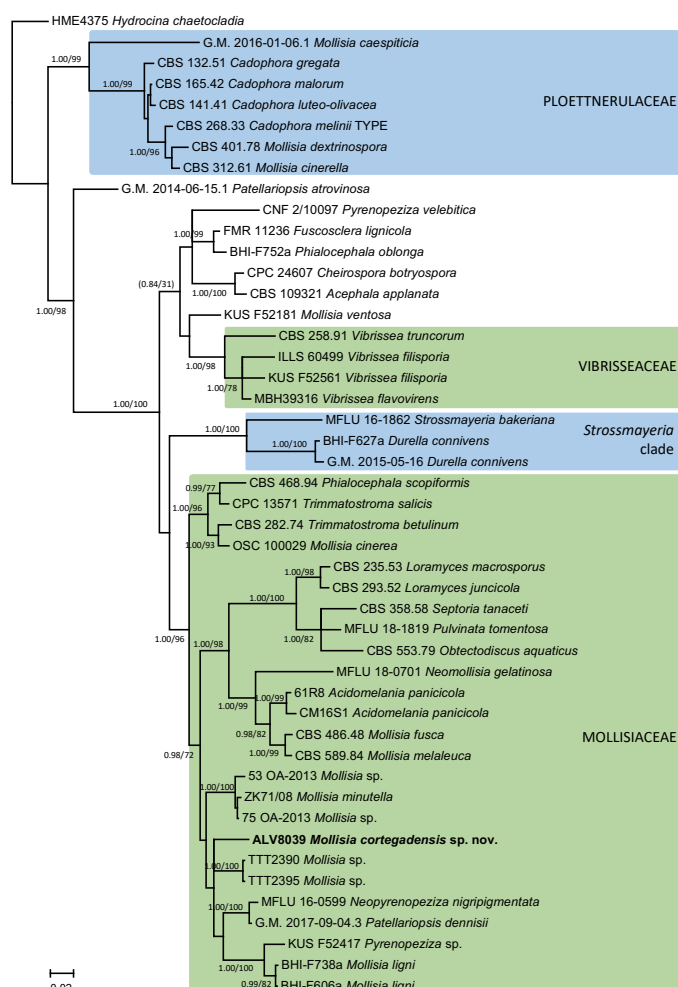 HME4375 Hydrocina chaetocladia
G.M. 2016-01-06.1 Mollisia caespiticia
1.00/99
CBS 132.51 Cadophora gregata
1.00/99
CBS 165.42 Cadophora malorum
CBS 141.41 Cadophora luteo-olivacea
PLOETTNERULACEAE
CBS 268.33 Cadophora melinii TYPE
CBS 401.78 Mollisia dextrinospora
1.00/96
CBS 312.61 Mollisia cinerella
G.M. 2014-06-15.1 Patellariopsis atrovinosa
CNF 2/10097 Pyrenopeziza velebitica
1.00/99
FMR 11236 Fuscosclera lignicola
BHI-F752a Phialocephala oblonga
CPC 24607 Cheirospora botryospora
(0.84/31)
1.00/100
CBS 109321 Acephala applanata
1.00/98
KUS F52181 Mollisia ventosa
CBS 258.91 Vibrissea truncorum
ILLS 60499 Vibrissea filisporia
1.00/98
VIBRISSEACEAE
KUS F52561 Vibrissea filisporia
1.00/78
MBH39316 Vibrissea flavovirens
1.00/100
MFLU 16-1862 Strossmayeria bakeriana
1.00/100
BHI-F627a Durella connivens
1.00/100
Strossmayeria
clade
G.M. 2015-05-16 Durella connivens
CBS 468.94 Phialocephala scopiformis
0.99/77
CPC 13571 Trimmatostroma salicis
1.00/96
CBS 282.74 Trimmatostroma betulinum
OSC 100029 Mollisia cinerea
1.00/93
CBS 235.53 Loramyces macrosporus
1.00/98
CBS 293.52 Loramyces juncicola
1.00/100
CBS 358.58 Septoria tanaceti
MFLU 18-1819 Pulvinata tomentosa
1.00/96
1.00/82
1.00/98
CBS 553.79 Obtectodiscus aquaticus
MFLU 18-0701 Neomollisia gelatinosa
61R8 Acidomelania panicicola
1.00/99
1.00/99
CM16S1 Acidomelania panicicola
CBS 486.48 Mollisia fusca
0.98/82
MOLLISIACEAE
1.00/99
CBS 589.84 Mollisia melaleuca
0.98/72
53 OA-2013 Mollisia sp.
1.00/100
ZK71/08 Mollisia minutella
75 OA-2013 Mollisia sp.
ALV8039 Mollisia cortegadensis sp. nov.
TTT2390 Mollisia sp.
1.00/100
TTT2395 Mollisia sp.
MFLU 16-0599 Neopyrenopeziza nigripigmentata
1.00/100
G.M. 2017-09-04.3 Patellariopsis dennisii
KUS F52417 Pyrenopeziza sp.
1.00/100
BHI-F738a Mollisia ligni
0.99/82
BHI-F606a Mollisia ligni
0.02